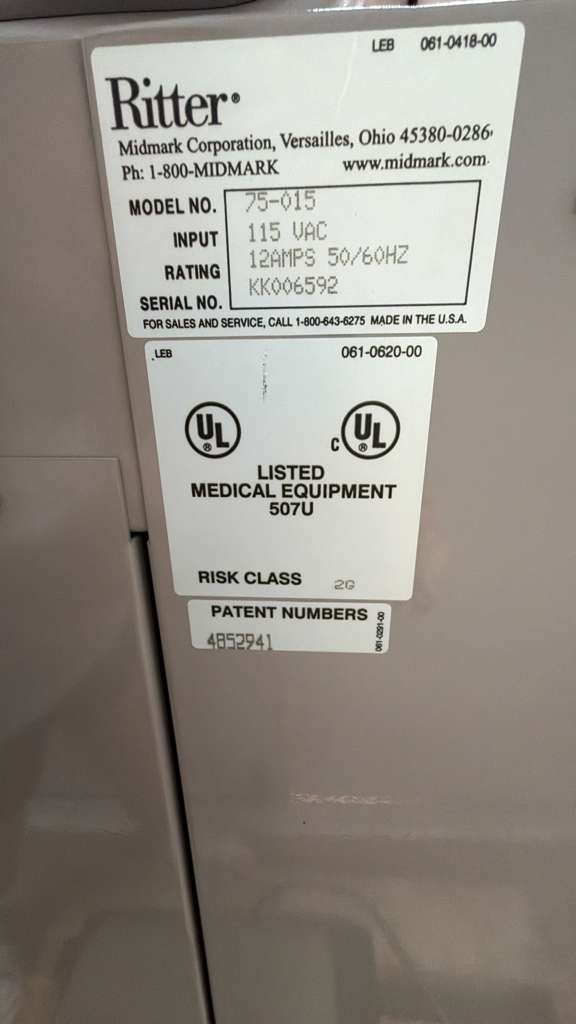 LEB 061-0418-00
Ritter®
Midmark Corporation, Versailles, Ohio 45380-0286
Ph: 1-800-MIDMARK www.midmark.com
MODEL NO. 75-015
INPUT 115 VAC
RATING 12AMPS 50/60HZ
SERIAL NO. KK006592
FOR SALES AND SERVICE, CALL 1-800-643-6275 MADE IN THE U.S.A.
LEB 061-0620-00
UL® C UL®
LISTED
MEDICAL EQUIPMENT
507U
RISK CLASS 2G
PATENT NUMBERS
4852941
061-0291-00